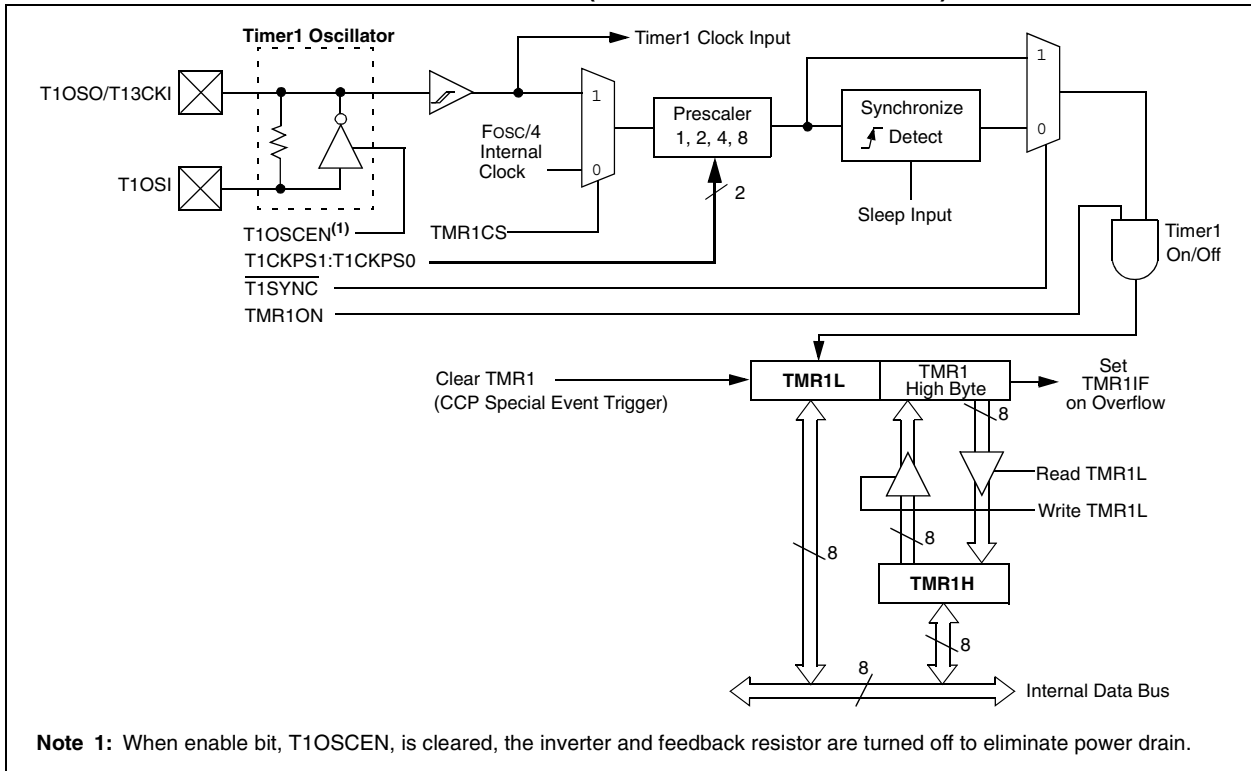 Timer1 Oscillator
Timer1 Clock Input
T1OSO/T13CKI
1
1
Prescaler
1, 2, 4, 8
Synchronize
Detect
FOSC/4
Internal
Clock
0
0
T1OSI
2
Sleep Input
T1OSCEN(1)
TMR1CS
Timer1
On/Off
T1CKPS1:T1CKPS0
T1SYNC
TMR1ON
Clear TMR1
(CCP Special Event Trigger)
TMR1L
TMR1
High Byte
Set
TMR1IF
on Overflow
8
Read TMR1L
Write TMR1L
8
8
TMR1H
8
8
Internal Data Bus
Note 1: When enable bit, T1OSCEN, is cleared, the inverter and feedback resistor are turned off to eliminate power drain.